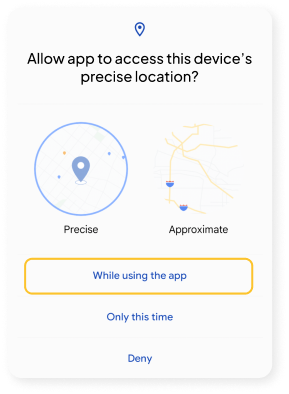 Allow app to access this device's
precise location?
Precise
Approximate
While using the app
Only this time
Deny